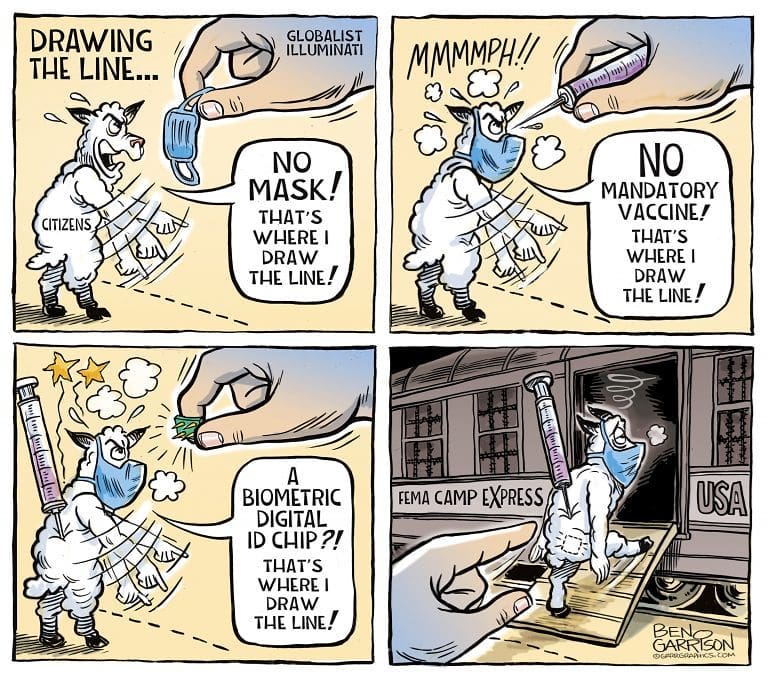 DRAWING
THE LINE...
GLOBALIST
ILLUMINATI
CITIZENS
NO
MASK!
THAT'S
WHERE I
DRAW
THE LINE!
MMMMPH!!
NO
MANDATORY
VACCINE!
THAT'S
WHERE I
DRAW
THE LINE!
A
BIOMETRIC
DIGITAL
ID CHIP?!
THAT'S
WHERE I
DRAW
THE LINE!
FEMA CAMP EXPRESS
USA
BEN
GARRISON
©GRRRGRAPHICS.COM